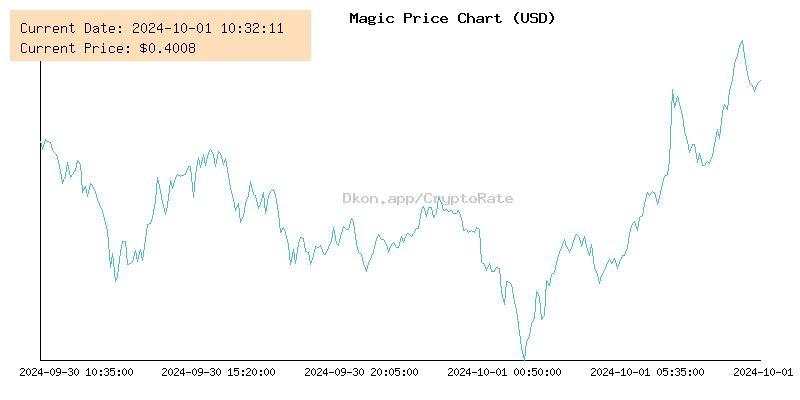 Magic Price Chart (USD)
Current Date: 2024-10-01 10:32:11
Current Price: $0.4008
Dkon.app/CryptoRate
2024-09-30 10:35:00 2024-09-30 15:20:00 2024-09-30 20:05:00 2024-10-01 00:50:00 2024-10-01 05:35:00 2024-10-01